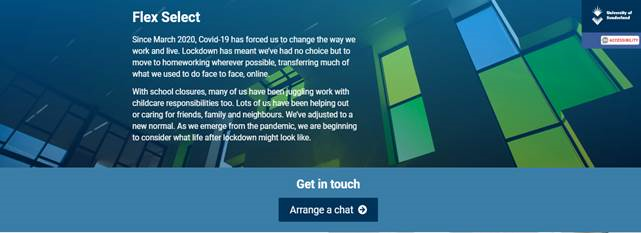 Flex Select
University of
Sunderland
ACCESSIBILITY
Since March 2020, Covid-19 has forced us to change the way we
work and live. Lockdown has meant we've had no choice but to
move to homeworking wherever possible, transferring much of
what we used to do face to face, online.
With school closures, many of us have been juggling work with
childcare responsibilities too. Lots of us have been helping out
or caring for friends, family and neighbours. We've adjusted to a
new normal. As we emerge from the pandemic, we are beginning
to consider what life after lockdown might look like.
Get in touch
Arrange a chat